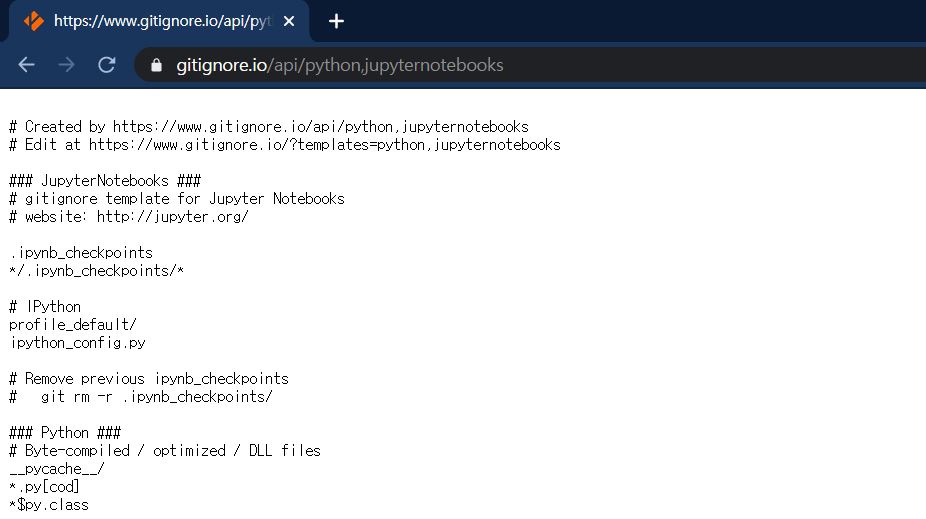 https://www.gitignore.io/api/pyt
gitignore.io/api/python,jupyternotebooks
# Created by https://www.gitignore.io/api/python,jupyternotebooks
# Edit at https://www.gitignore.io/?templates=python,jupyternotebooks
### JupyterNotebooks ###
# gitignore template for Jupyter Notebooks
# website: http://jupyter.org/
.ipynb_checkpoints
*/.ipynb_checkpoints/*
# IPython
profile_default/
ipython_config.py
# Remove previous ipynb_checkpoints
#   git rm -r .ipynb_checkpoints/
### Python ###
# Byte-compiled / optimized / DLL files
__pycache__/
*.py[cod]
*$py.class